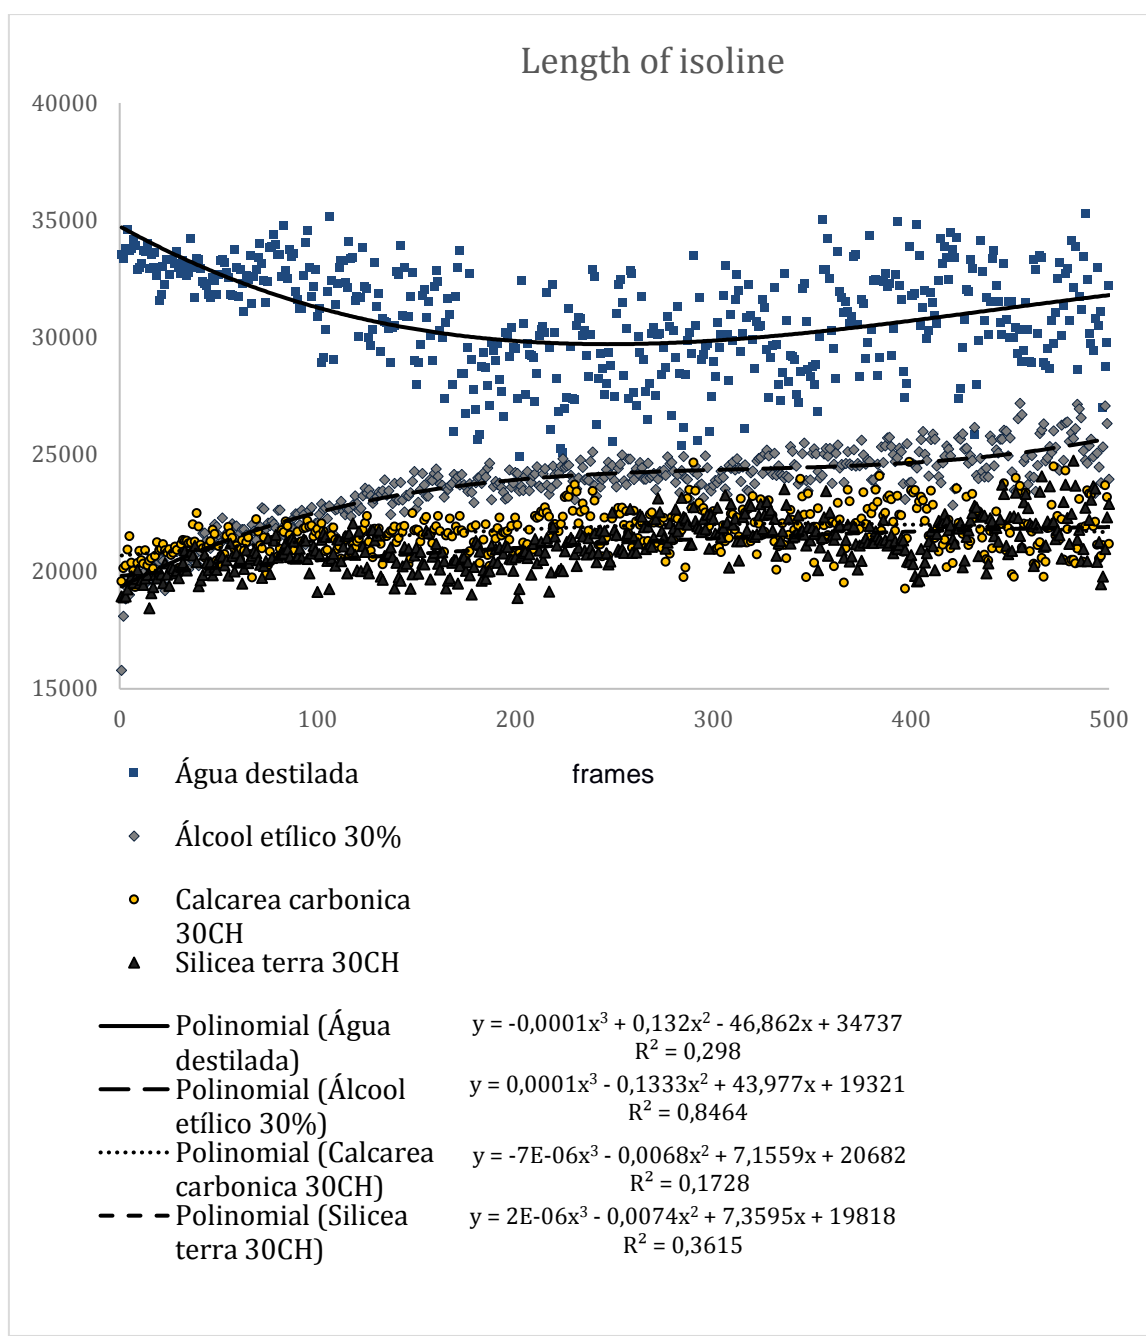 Length of isoline
40000
35000
30000
25000
20000
15000
0 100 200 300 400 500
frames
Água destilada
Álcool etílico 30%
Calcarea carbonica
30CH
Silicea terra 30CH
Polinomial (Água
destilada)
y = -0,0001x³ + 0,132x² - 46,862x + 34737
R² = 0,298
Polinomial (Álcool
etílico 30%)
y = 0,0001x³ - 0,1333x² + 43,977x + 19321
R² = 0,8464
Polinomial (Calcarea
carbonica 30CH)
y = -7E-06x³ - 0,0068x² + 7,1559x + 20682
R² = 0,1728
Polinomial (Silicea
terra 30CH)
y = 2E-06x³ - 0,0074x² + 7,3595x + 19818
R² = 0,3615